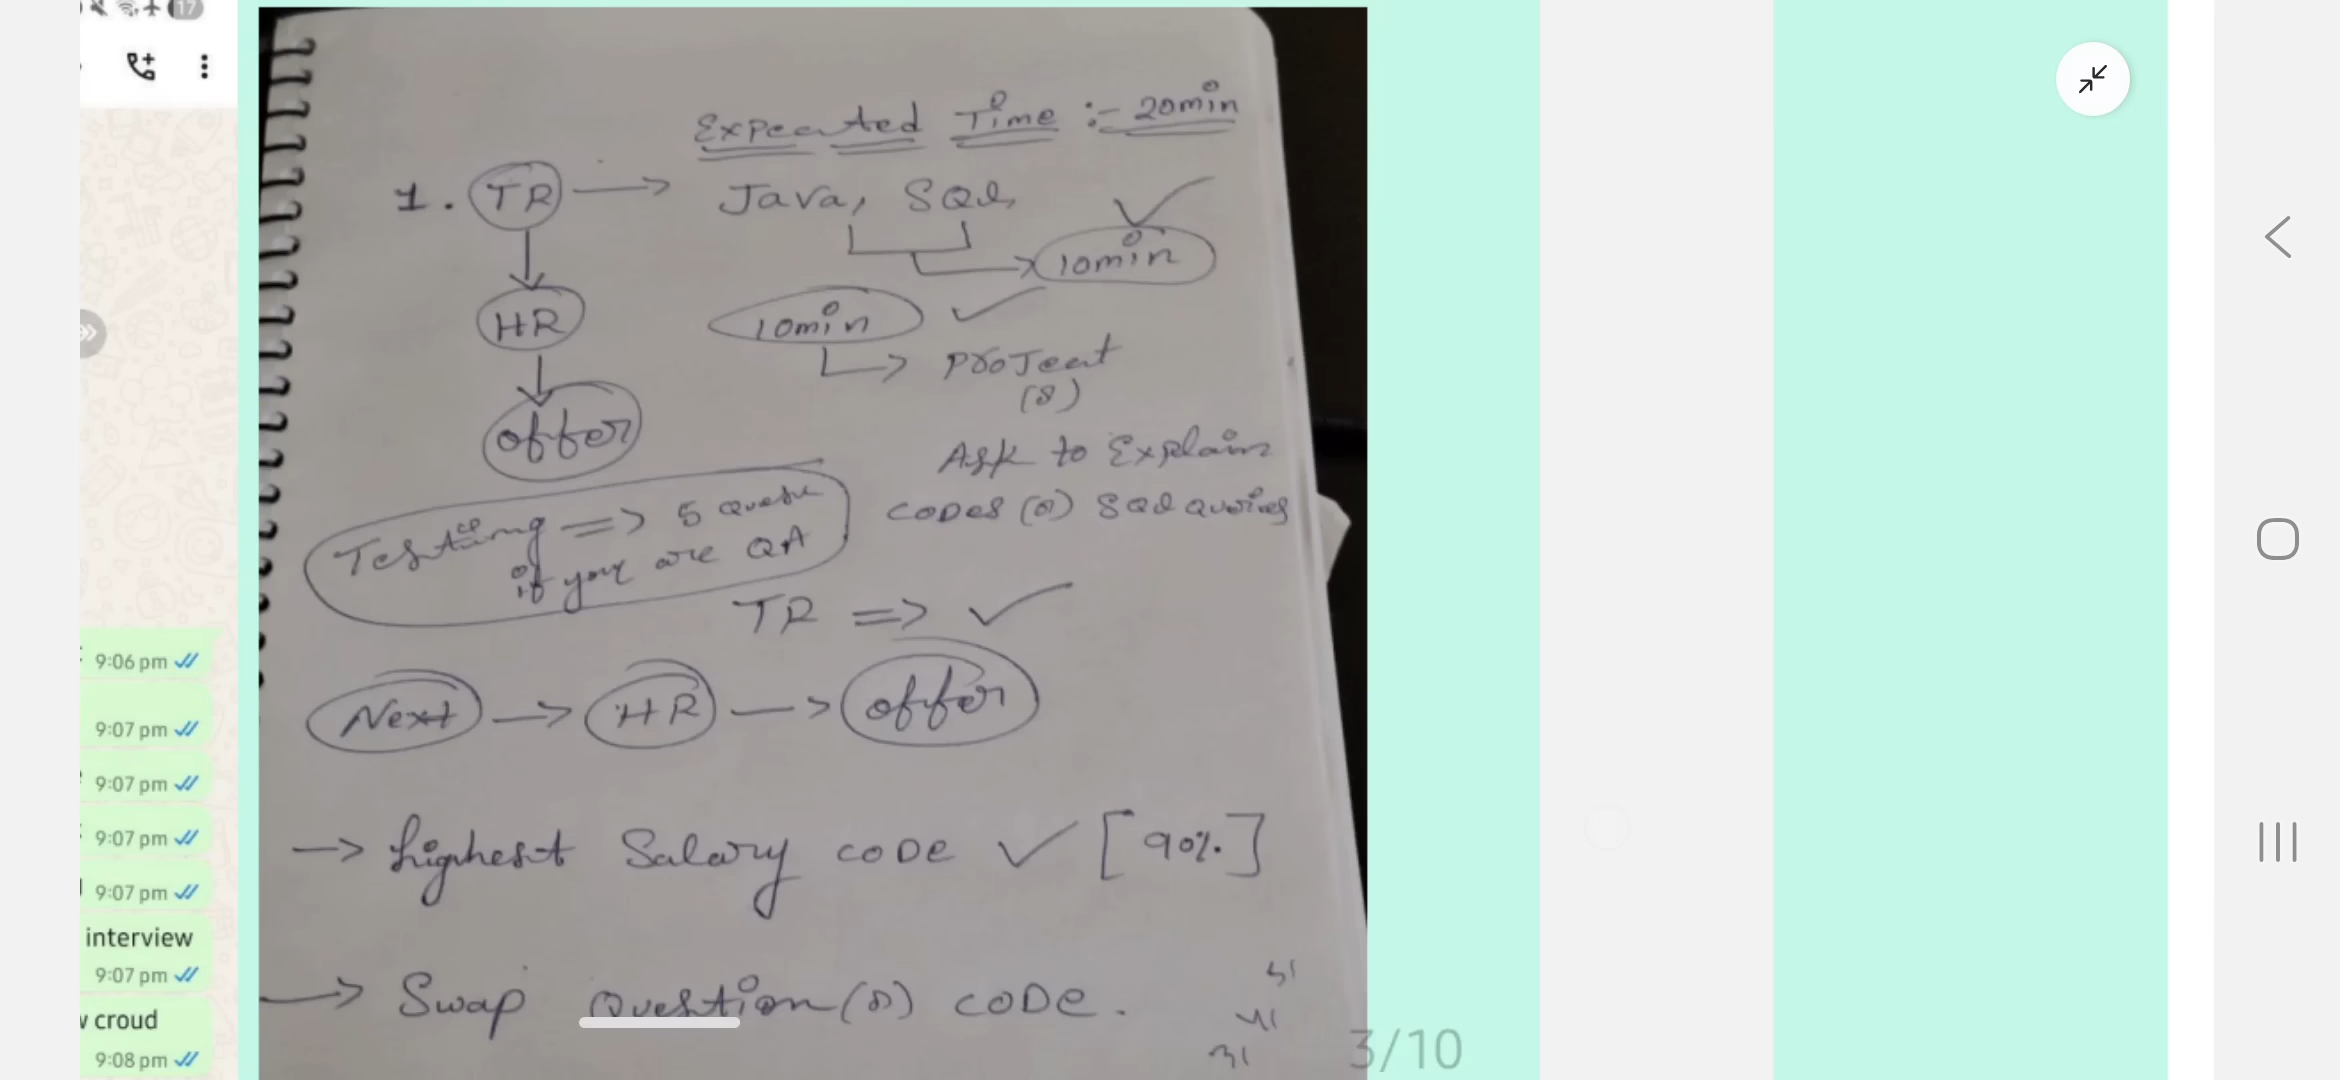 17
Expected Time :- 20min
1. TR → Java, SQL,
10min
HR
10min
Project
(8)
offer
Ask to Explain
codes (or) SQL queries
Testing => 5
if you are QA
TR => ✓
Next → HR → offer
→ highest Salary code ✓ [90%]
→ Swap Question(s) code.
3/10
9:06 pm
9:07 pm
9:07 pm
9:07 pm
9:07 pm
interview
9:07 pm
croud
9:08 pm